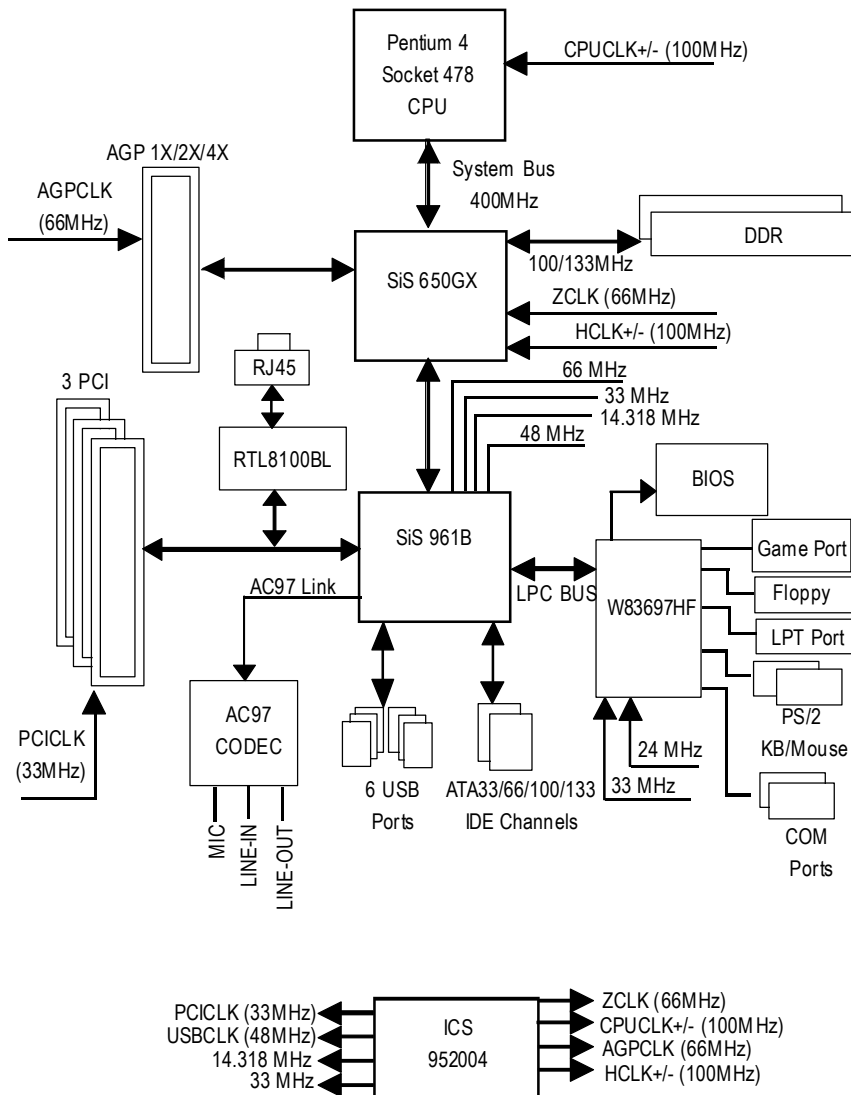 Pentium 4
Socket 478
CPU
CPUCLK+/- (100MHz)
AGP 1X/2X/4X
AGPCLK
(66MHz)
System Bus
400MHz
DDR
100/133MHz
SiS 650GX
ZCLK (66MHz)
HCLK+/- (100MHz)
RJ45
66 MHz
33 MHz
14.318 MHz
48 MHz
3 PCI
RTL8100BL
BIOS
SiS 961B
Game Port
AC97 Link
LPC BUS
W83697HF
Floppy
LPT Port
PS/2
KB/Mouse
AC97
CODEC
PCICLK
(33MHz)
24 MHz
33 MHz
6 USB
Ports
ATA33/66/100/133
IDE Channels
COM
Ports
MIC
LINE-IN
LINE-OUT
PCICLK (33MHz)
USBCLK (48MHz)
14.318 MHz
33 MHz
ICS
952004
ZCLK (66MHz)
CPUCLK+/- (100MHz)
AGPCLK (66MHz)
HCLK+/- (100MHz)